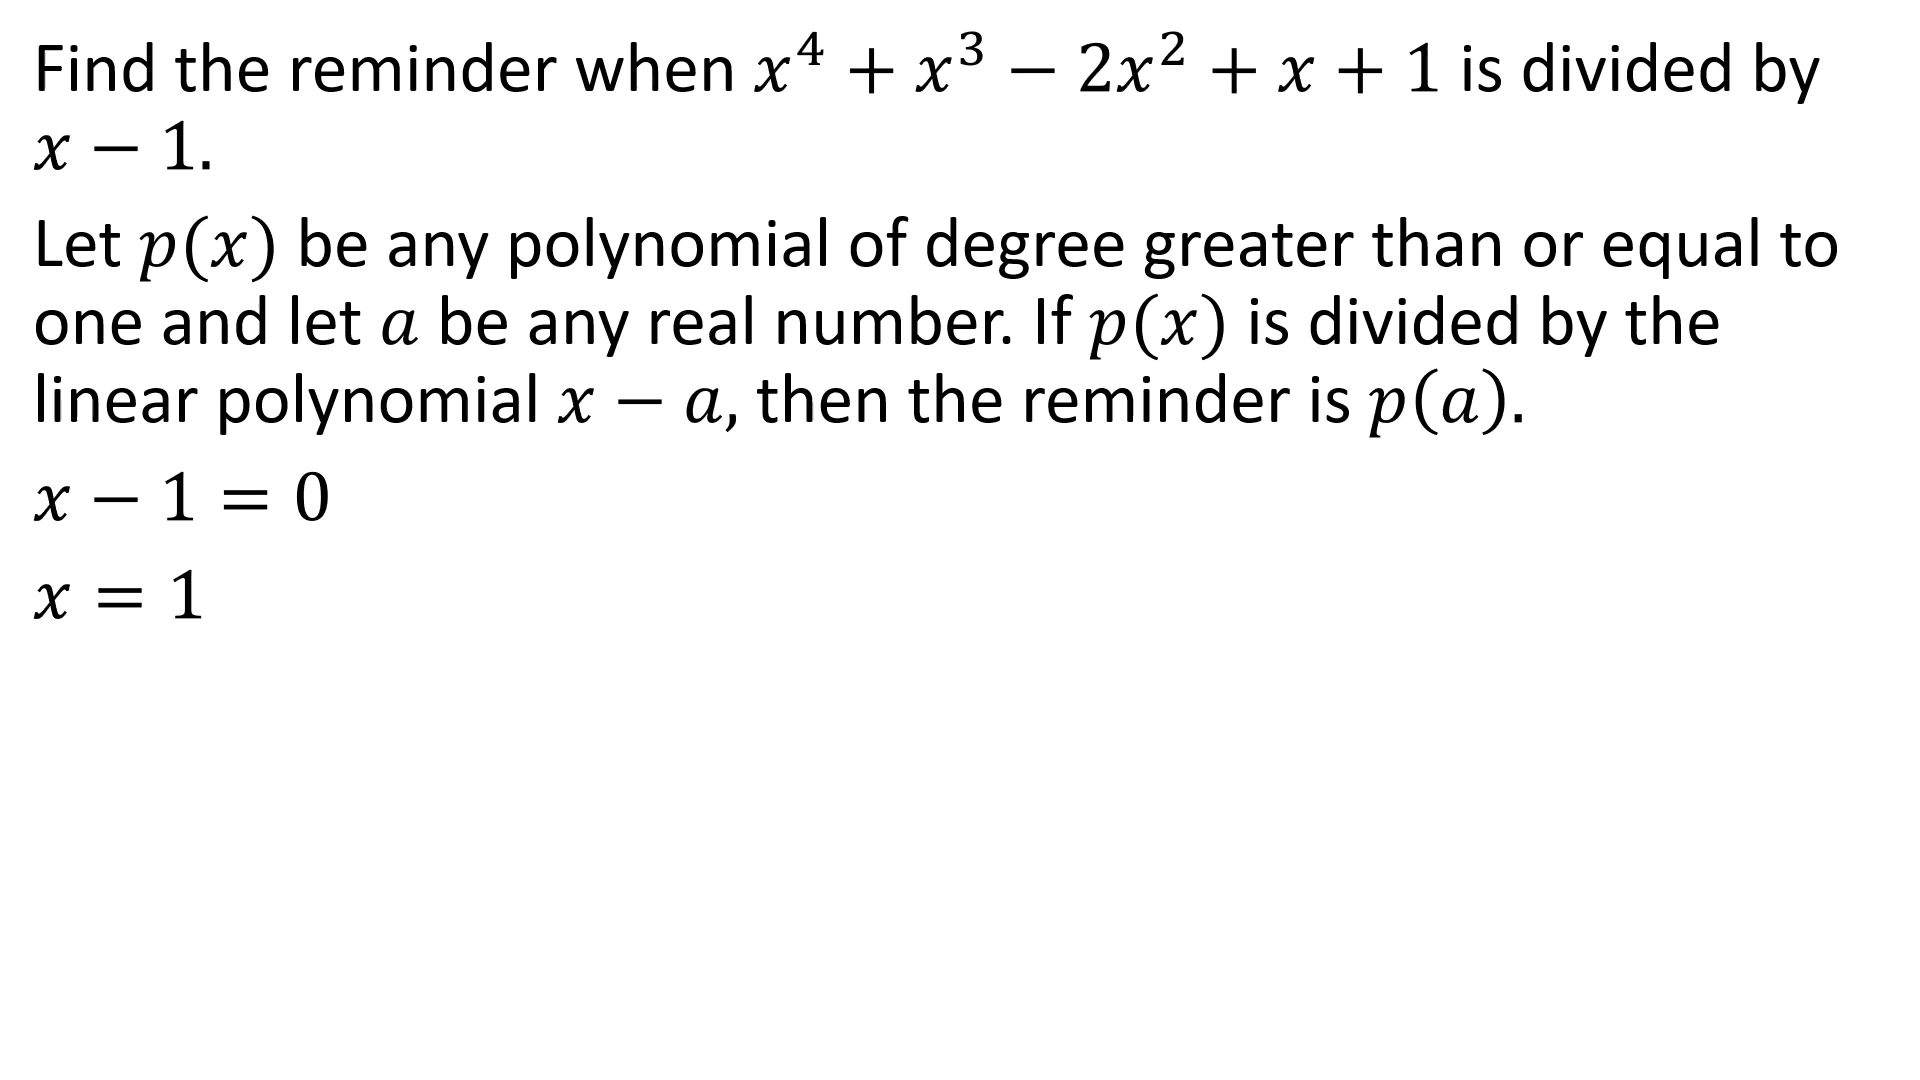 Find the reminder when x⁴ + x³ − 2x² + x + 1 is divided by
x − 1.
Let p(x) be any polynomial of degree greater than or equal to
one and let a be any real number. If p(x) is divided by the
linear polynomial x − a, then the reminder is p(a).
x − 1 = 0
x = 1